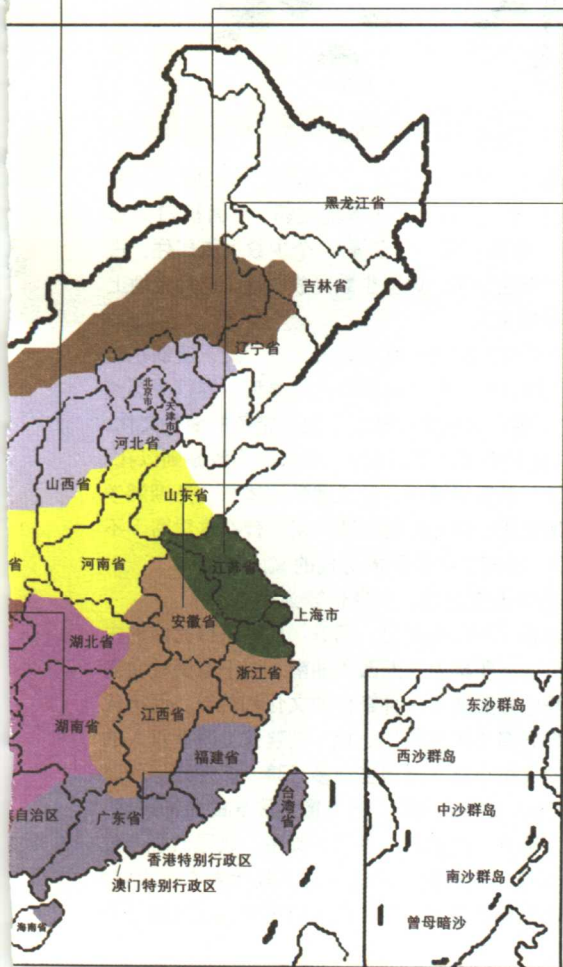 黑龙江省
吉林省
辽宁省
北京市
天津市
河北省
山西省
山东省
省
河南省
江苏省
安徽省
上海市
湖北省
浙江省
江西省
湖南省
福建省
台湾省
自治区
广东省
香港特别行政区
澳门特别行政区
海南省
东沙群岛
西沙群岛
中沙群岛
南沙群岛
曾母暗沙